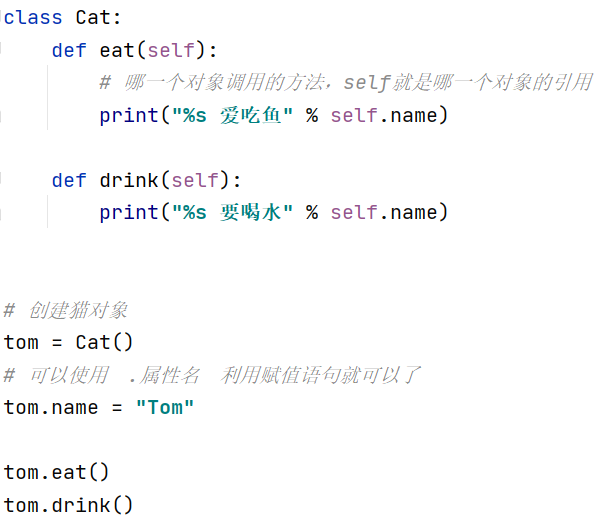 class Cat:
    def eat(self):
        # 哪一个对象调用的方法，self就是哪一个对象的引用
        print("%s 爱吃鱼" % self.name)

    def drink(self):
        print("%s 要喝水" % self.name)


# 创建猫对象
tom = Cat()
# 可以使用  .属性名  利用赋值语句就可以了
tom.name = "Tom"

tom.eat()
tom.drink()